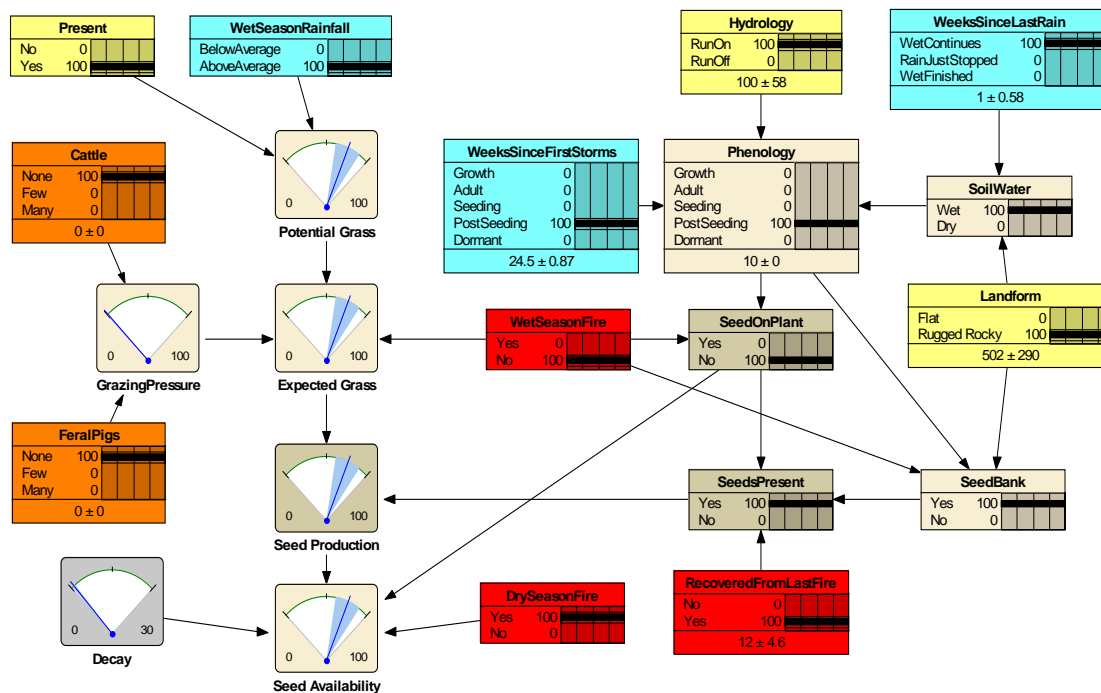 Present
No 0
Yes 100
WetSeasonRainfall
BelowAverage 0
AboveAverage 100
Hydrology
RunOn 100
RunOff 0
100 ± 58
WeeksSinceLastRain
WetContinues 100
RainJustStopped 0
WetFinished 0
1 ± 0.58
Cattle
None 100
Few 0
Many 0
0 ± 0
0 100
Potential Grass
WeeksSinceFirstStorms
Growth 0
Adult 0
Seeding 0
PostSeeding 100
Dormant 0
24.5 ± 0.87
Phenology
Growth 0
Adult 0
Seeding 0
PostSeeding 100
Dormant 0
10 ± 0
SoilWater
Wet 100
Dry 0
0 100
GrazingPressure
0 100
Expected Grass
WetSeasonFire
Yes 0
No 100
SeedOnPlant
Yes 0
No 100
Landform
Flat 0
Rugged Rocky 100
502 ± 290
FeralPigs
None 100
Few 0
Many 0
0 ± 0
0 100
Seed Production
SeedsPresent
Yes 100
No 0
SeedBank
Yes 100
No 0
0 30
Decay
0 100
Seed Availability
DrySeasonFire
Yes 100
No 0
RecoveredFromLastFire
No 0
Yes 100
12 ± 4.6